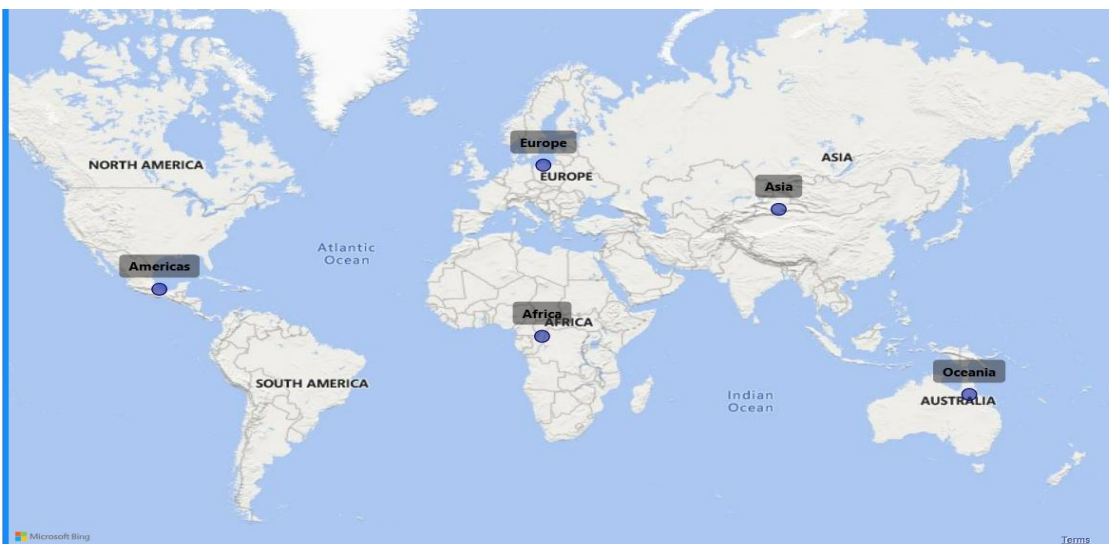 Europe
ASIA
NORTH AMERICA
EUROPE
Asia
Atlantic
Ocean
Americas
Africa
AFRICA
Oceania
SOUTH AMERICA
Indian
Ocean
AUSTRALIA
Microsoft Bing
Terms